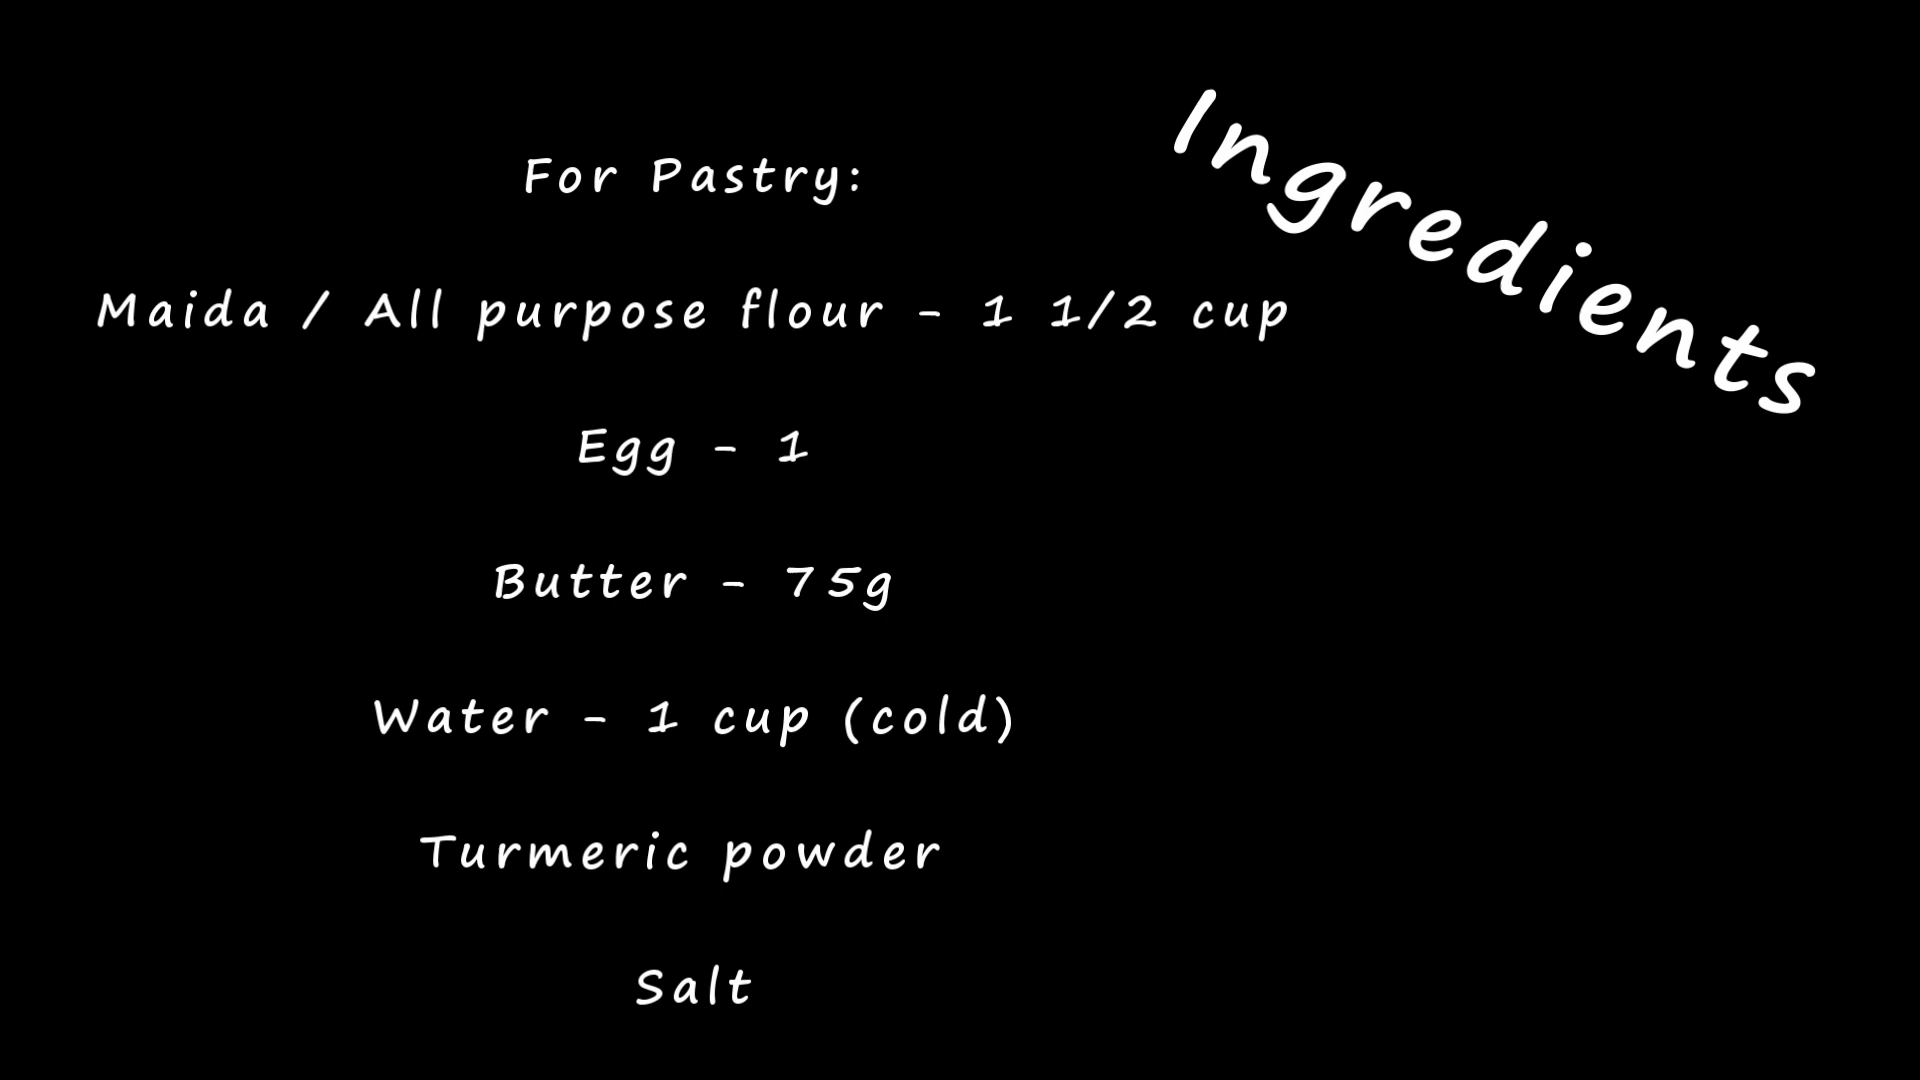 Ingredients
For Pastry:
Maida / All purpose flour - 1 1/2 cup
Egg - 1
Butter - 75g
Water - 1 cup (cold)
Turmeric powder
Salt